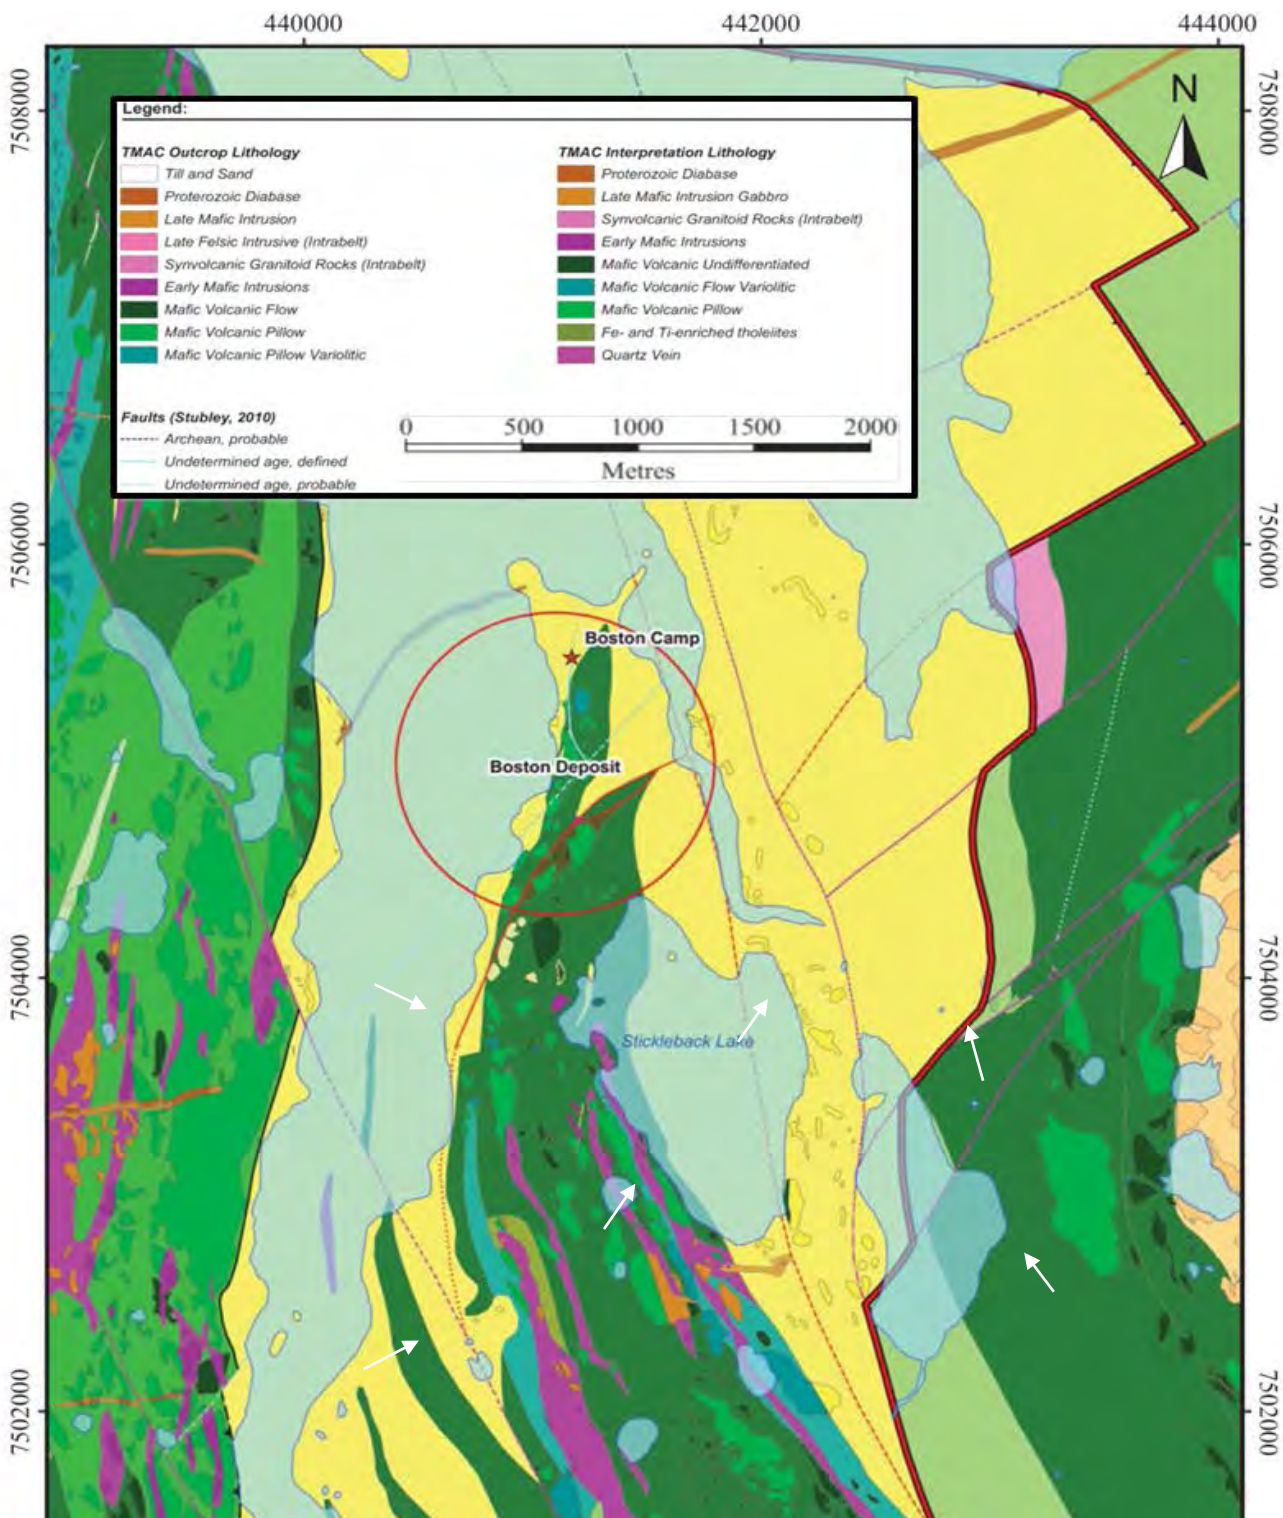 440000 442000 444000
7508000 7508000
N
Legend:
TMAC Outcrop Lithology
Till and Sand
Proterozoic Diabase
Late Mafic Intrusion
Late Felsic Intrusive (Intrabelt)
Synvolcanic Granitoid Rocks (Intrabelt)
Early Mafic Intrusions
Mafic Volcanic Flow
Mafic Volcanic Pillow
Mafic Volcanic Pillow Variolitic
TMAC Interpretation Lithology
Proterozoic Diabase
Late Mafic Intrusion Gabbro
Synvolcanic Granitoid Rocks (Intrabelt)
Early Mafic Intrusions
Mafic Volcanic Undifferentiated
Mafic Volcanic Flow Variolitic
Mafic Volcanic Pillow
Fe- and Ti-enriched tholeiites
Quartz Vein
Faults (Stubley, 2010)
Archean, probable
Undetermined age, defined
Undetermined age, probable
0 500 1000 1500 2000
Metres
7506000 7506000
Boston Camp
Boston Deposit
7504000 7504000
Stickleback Lake
7502000 7502000